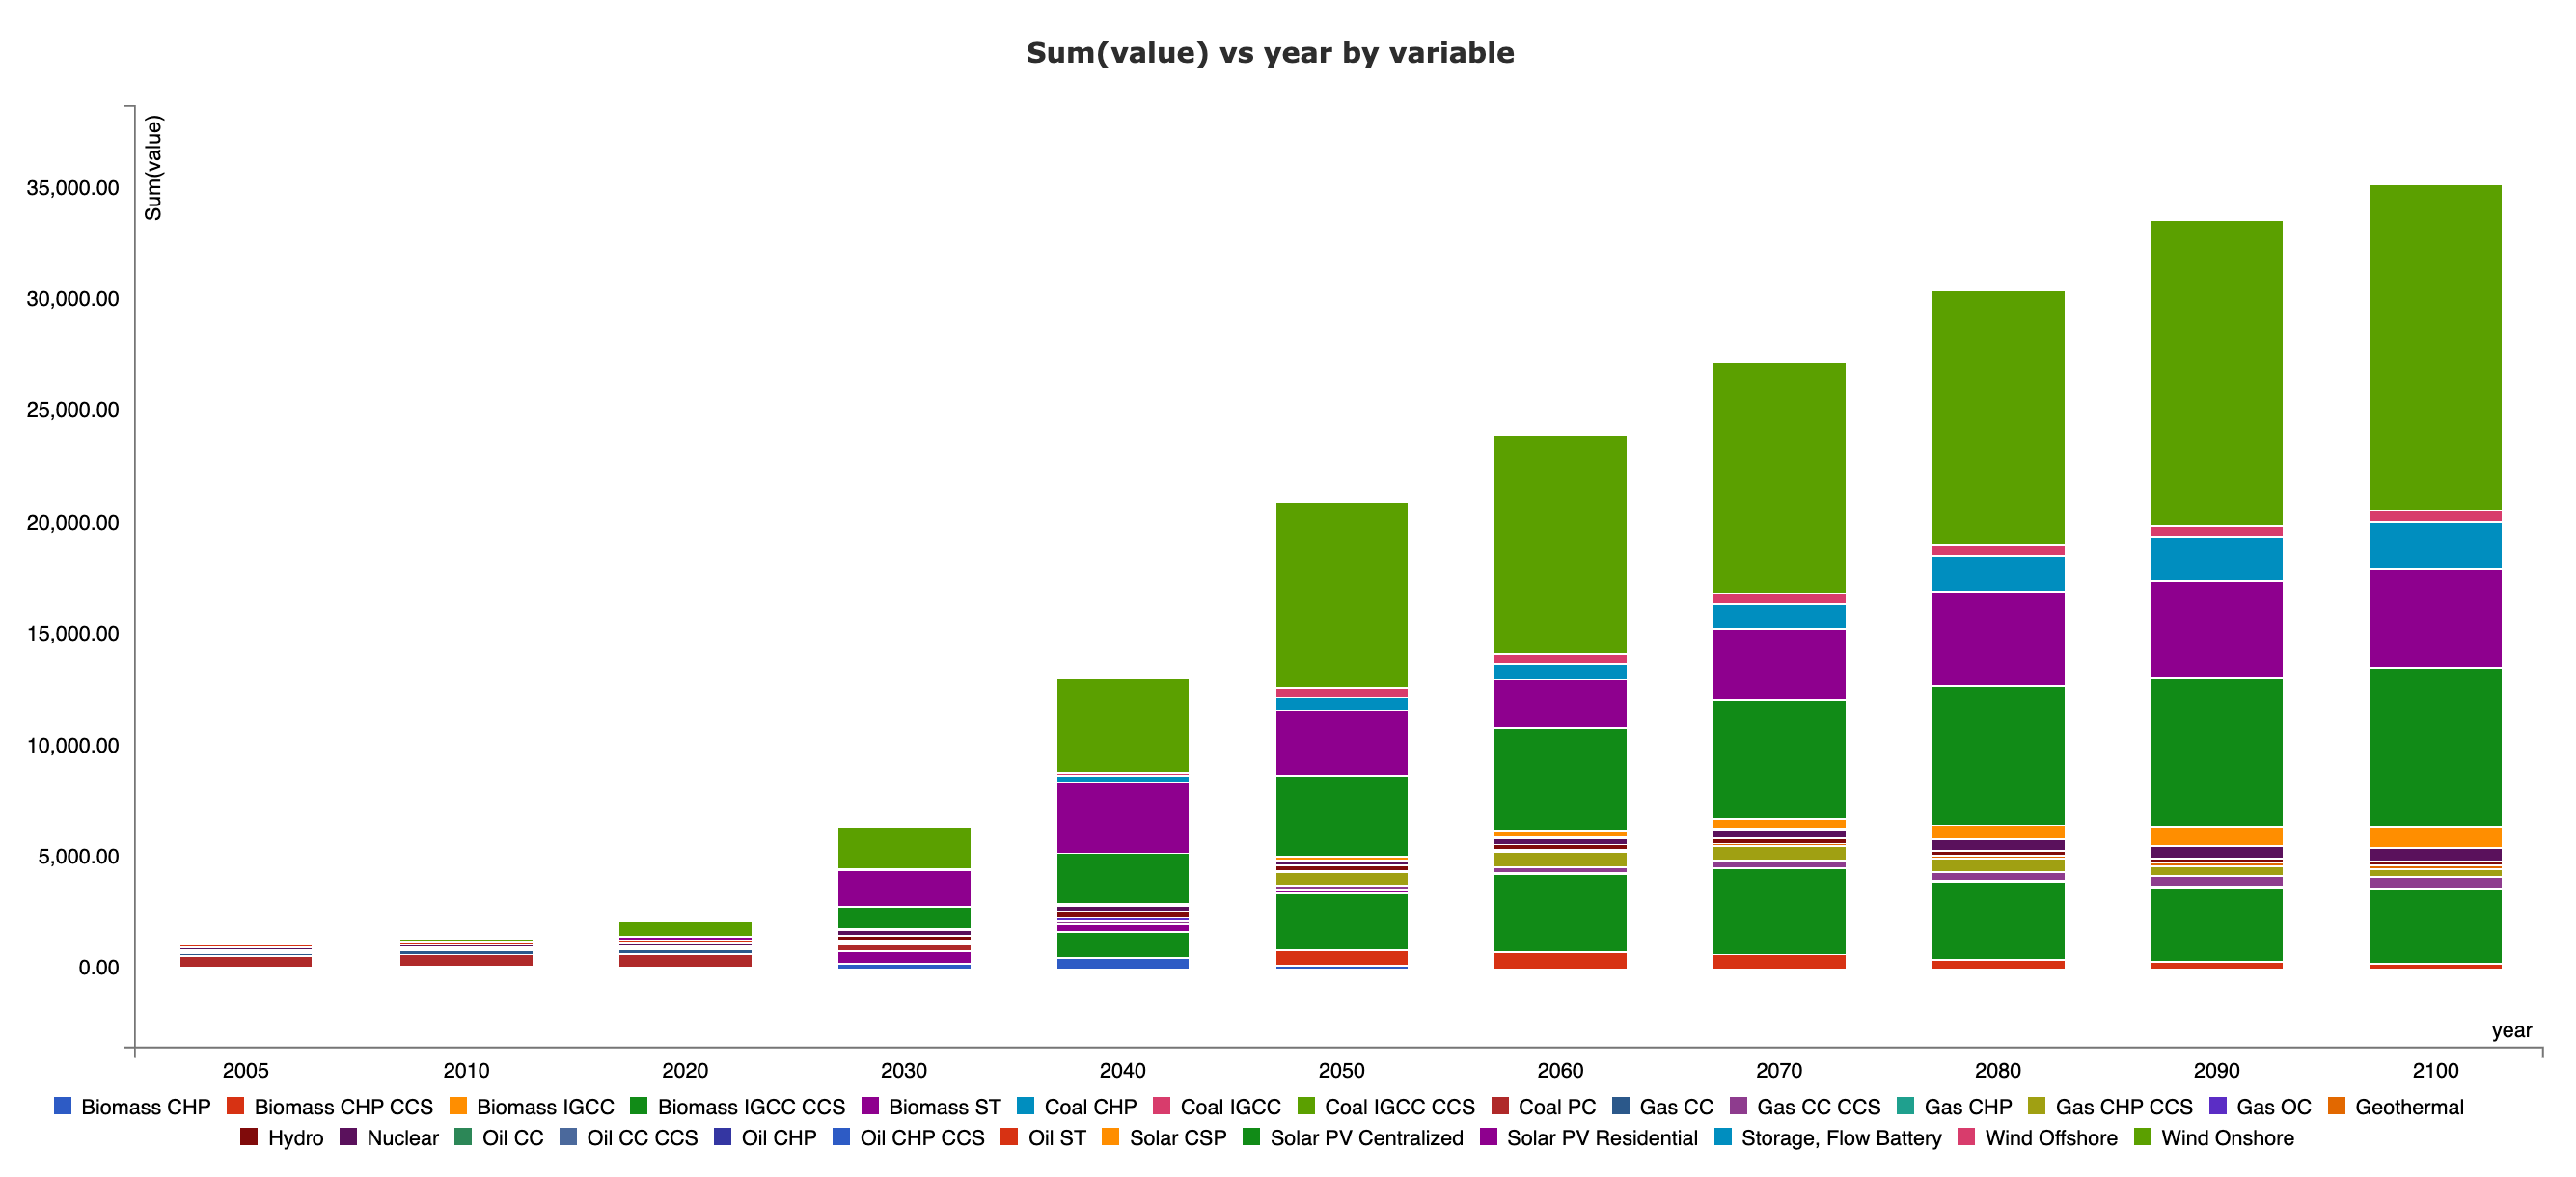 Sum(value) vs year by variable
Sum(value)
35,000.00
30,000.00
25,000.00
20,000.00
15,000.00
10,000.00
5,000.00
0.00
year
2005 2010 2020 2030 2040 2050 2060 2070 2080 2090 2100
Biomass CHP Biomass CHP CCS Biomass IGCC Biomass IGCC CCS Biomass ST Coal CHP Coal IGCC Coal IGCC CCS Coal PC Gas CC Gas CC CCS Gas CHP Gas CHP CCS Gas OC Geothermal
Hydro Nuclear Oil CC Oil CC CCS Oil CHP Oil CHP CCS Oil ST Solar CSP Solar PV Centralized Solar PV Residential Storage, Flow Battery Wind Offshore Wind Onshore